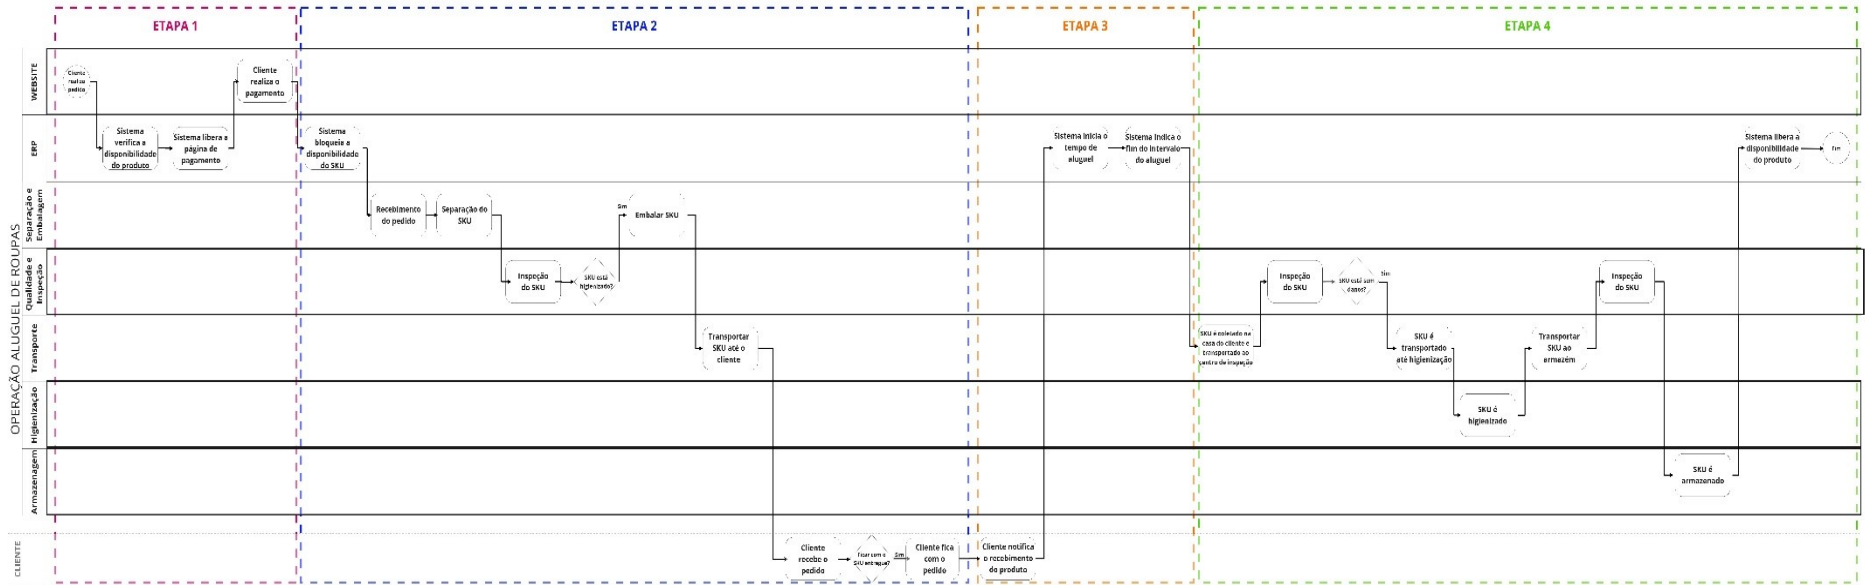 ETAPA 1
ETAPA 2
ETAPA 3
ETAPA 4
OPERAÇÃO ALUGUEL DE ROUPAS
WEBSITE
Cliente
realiza
pedido
Cliente
realiza o
pagamento
ERP
Sistema
verifica a
disponibilidade
do produto
Sistema libera a
página de
pagamento
Sistema
bloqueia a
disponibilidade
do SKU
Sistema inicia o
tempo de
aluguel
Sistema indica o
fim do intervalo
do aluguel
Sistema libera a
disponibilidade
do produto
Fim
Separação e
Embalagem
Recebimento
do pedido
Separação do
SKU
Sim
Embalar SKU
Qualidade e
Inspeção
Inspeção
do SKU
SKU está
higienizado?
Inspeção
do SKU
SKU está sem
danos?
Sim
Inspeção
do SKU
Transporte
Transportar
SKU até o
cliente
SKU é coletado na
casa do cliente e
transportado ao
centro de inspeção
SKU é
transportado
até higienização
Transportar
SKU ao
armazém
Higienização
SKU é
higienizado
Armazenagem
SKU é
armazenado
CLIENTE
Cliente
recebe o
pedido
Ficar com o
SKU entregue?
Sim
Cliente fica
com o
pedido
Cliente notifica
o recebimento
do produto